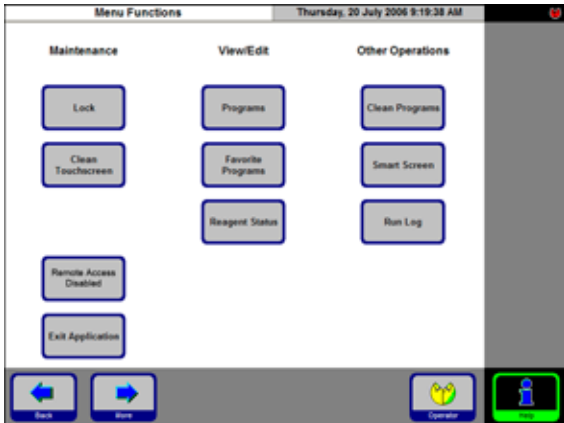 Menu Functions
Thursday, 20 July 2006 9:19:38 AM
Maintenance
View/Edit
Other Operations
Lock
Programs
Clean Programs
Clean
Touchscreen
Favorite
Programs
Smart Screen
Reagent Status
Run Log
Remote Access
Disabled
Exit Application
Back
More
Operator
Help